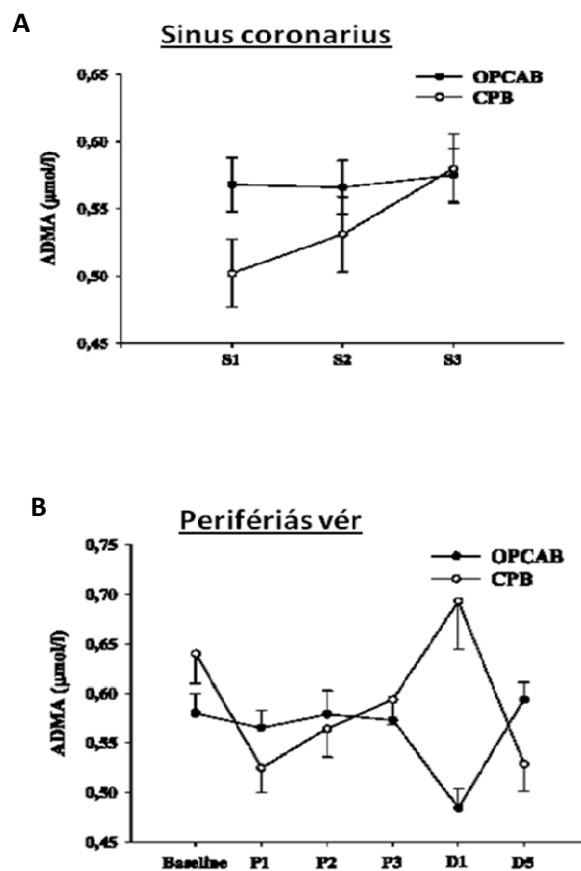 A
Sinus coronarius
OPCAB
CPB
0,65
0,60
0,55
0,50
0,45
ADMA (µmol/l)
S1 S2 S3
B
Perifériás vér
OPCAB
CPB
0,75
0,70
0,65
0,60
0,55
0,50
0,45
ADMA (µmol/l)
Baseline P1 P2 P3 D1 D5